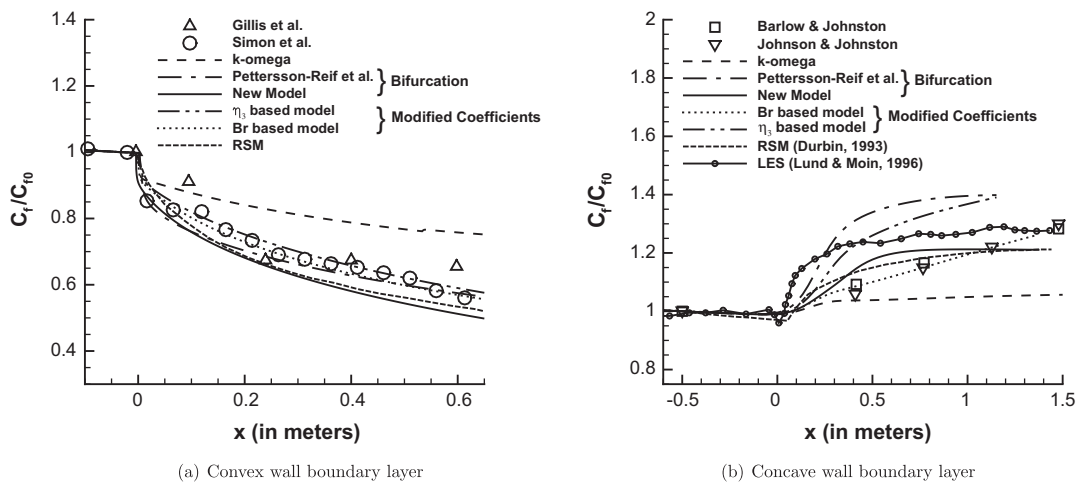 1.4
1.2
1
0.8
0.6
0.4
C_f/C_f0
0
0.2
0.4
0.6
x (in meters)
Gillis et al.
Simon et al.
k-omega
Pettersson-Reif et al.
New Model
} Bifurcation
η₃ based model
Br based model
} Modified Coefficients
RSM
(a) Convex wall boundary layer
2
1.8
1.6
1.4
1.2
1
0.8
C_f/C_f0
-0.5
0
0.5
1
1.5
x (in meters)
Barlow & Johnston
Johnson & Johnston
k-omega
Pettersson-Reif et al.
New Model
} Bifurcation
Br based model
η₃ based model
} Modified Coefficients
RSM (Durbin, 1993)
LES (Lund & Moin, 1996)
(b) Concave wall boundary layer